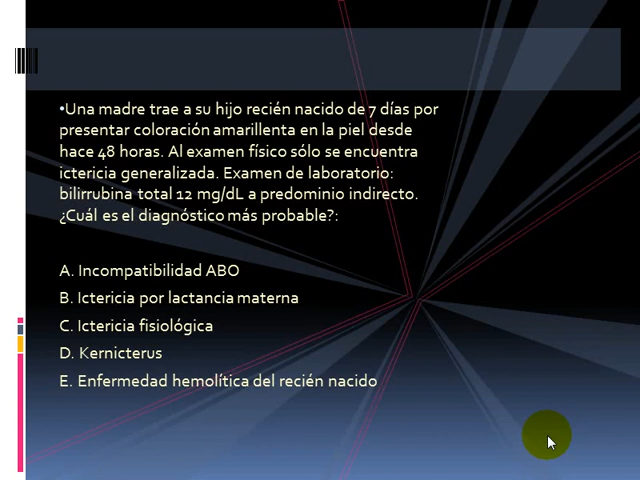 •Una madre trae a su hijo recién nacido de 7 días por
presentar coloración amarillenta en la piel desde
hace 48 horas. Al examen físico sólo se encuentra
ictericia generalizada. Examen de laboratorio:
bilirrubina total 12 mg/dL a predominio indirecto.
¿Cuál es el diagnóstico más probable?:
A. Incompatibilidad ABO
B. Ictericia por lactancia materna
C. Ictericia fisiológica
D. Kernicterus
E. Enfermedad hemolítica del recién nacido